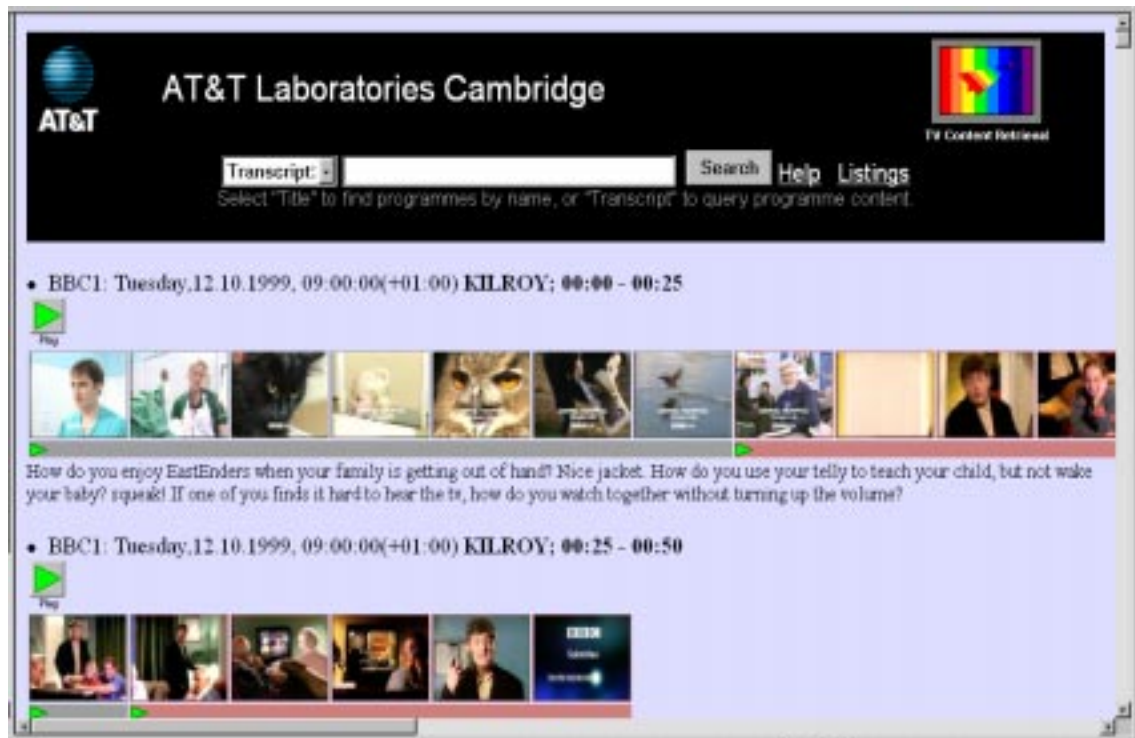 AT&T Laboratories Cambridge
AT&T
TV Content Retrieval
Transcript:
Search
Help Listings
Select "Title" to find programmes by name, or "Transcript" to query programme content.
• BBC1: Tuesday,12.10.1999, 09:00:00(+01:00) KILROY; 00:00 - 00:25
Play
How do you enjoy EastEnders when your family is getting out of hand? Nice jacket. How do you use your telly to teach your child, but not wake
your baby? squeak! If one of you finds it hard to hear the tv, how do you watch together without turning up the volume?
• BBC1: Tuesday,12.10.1999, 09:00:00(+01:00) KILROY; 00:25 - 00:50
Play
BBC
Subtitles